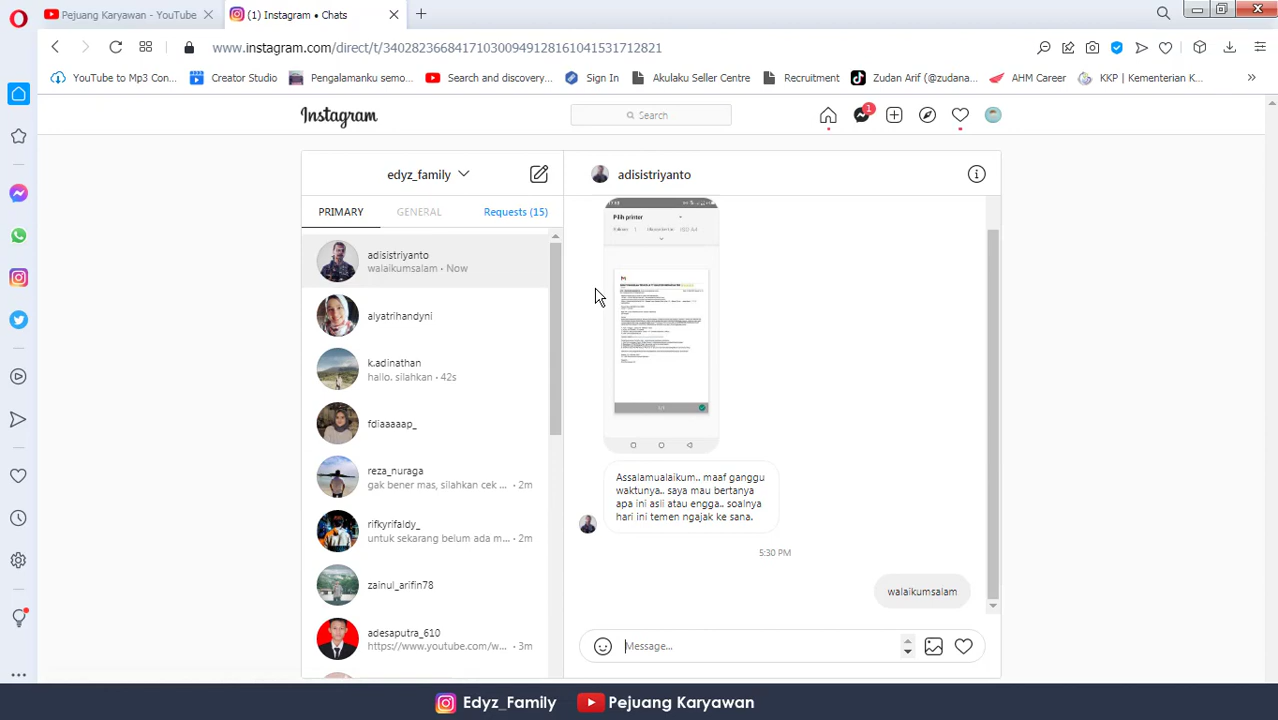 Pejuang Karyawan - YouTube
(1) Instagram • Chats
www.instagram.com/direct/t/340282366841710300949128161041531712821
YouTube to Mp3 Con...
Creator Studio
Pengalamanku semo...
Search and discovery...
Sign In
Akulaku Seller Centre
Recruitment
Zudan Arif (@zudana...
AHM Career
KKP | Kementerian K...
Instagram
Search
1
edyz_family
adisistriyanto
PRIMARY
GENERAL
Requests (15)
adisistriyanto
walaikumsalam • Now
aiyatrihandyni
k.adinathan
hallo, silahkan • 42s
fdiaaaaap_
reza_nuraga
gak bener mas, silahkan cek ... • 2m
rifkyrifaldy_
untuk sekarang belum ada m... • 2m
zainul_arifin78
adesaputra_610
https://www.youtube.com/w... • 3m
Pilih printer
Assalamualaikum.. maaf ganggu
waktunya.. saya mau bertanya
apa ini asli atau engga.. soalnya
hari ini temen ngajak ke sana.
5:30 PM
walaikumsalam
Message...
Edyz_Family
Pejuang Karyawan